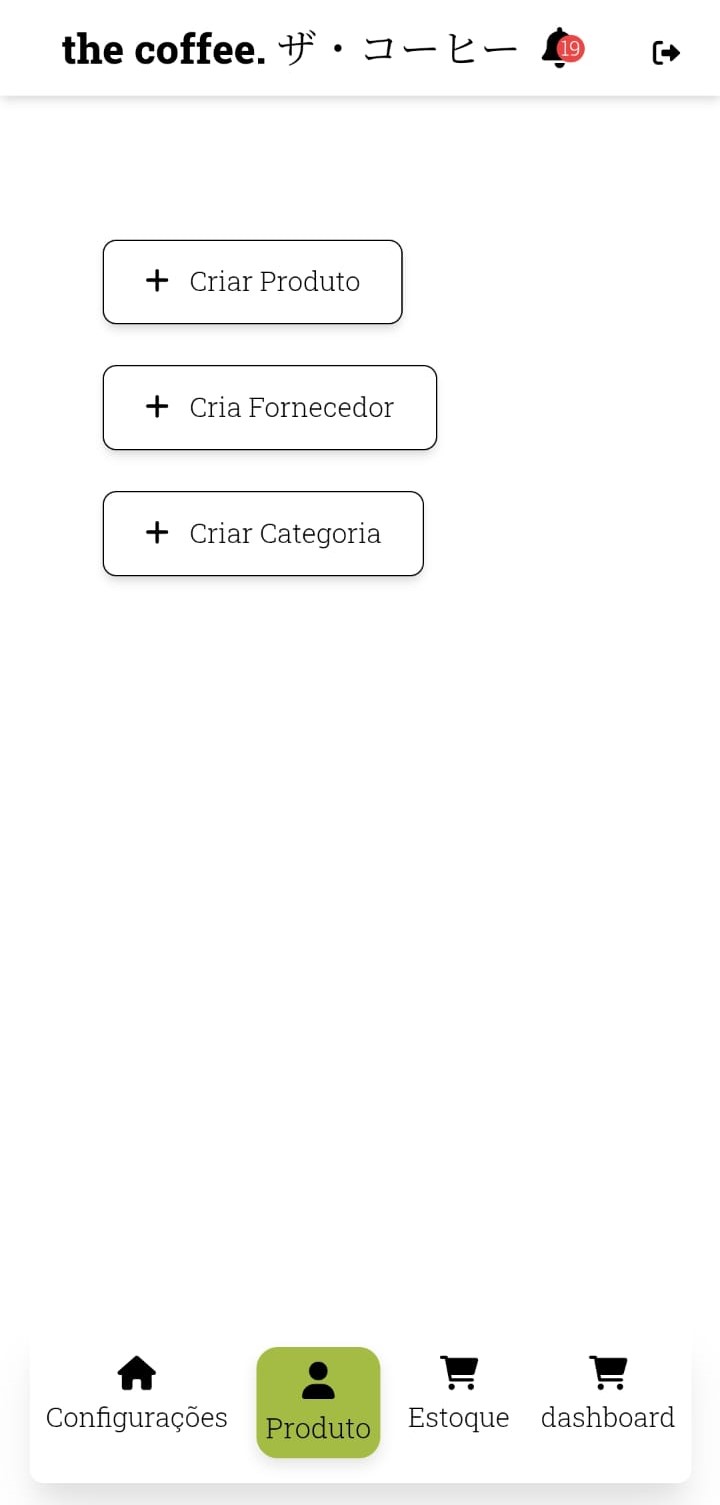 the coffee. ザ・コーヒー 19
Criar Produto
Cria Fornecedor
Criar Categoria
Configurações Produto Estoque dashboard